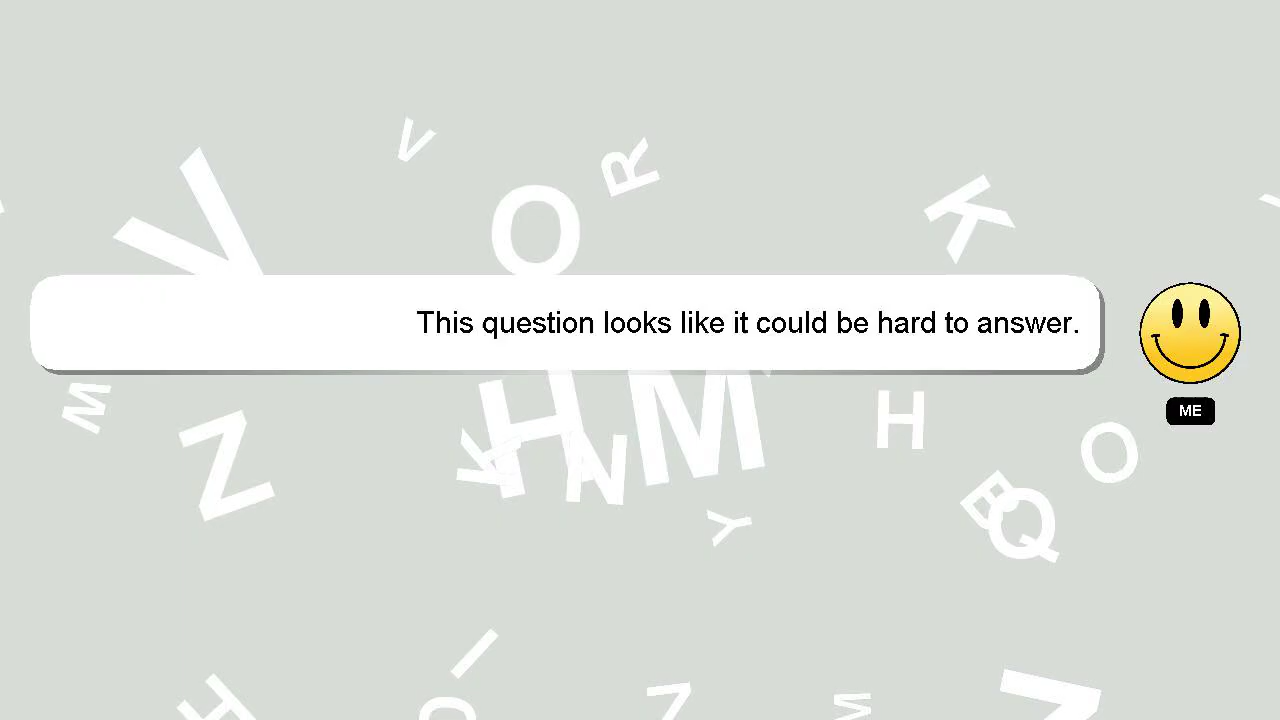 This question looks like it could be hard to answer.
ME
V
O
R
K
V
M
Z
K
H
N
M
H
Y
B
Q
O
H
I